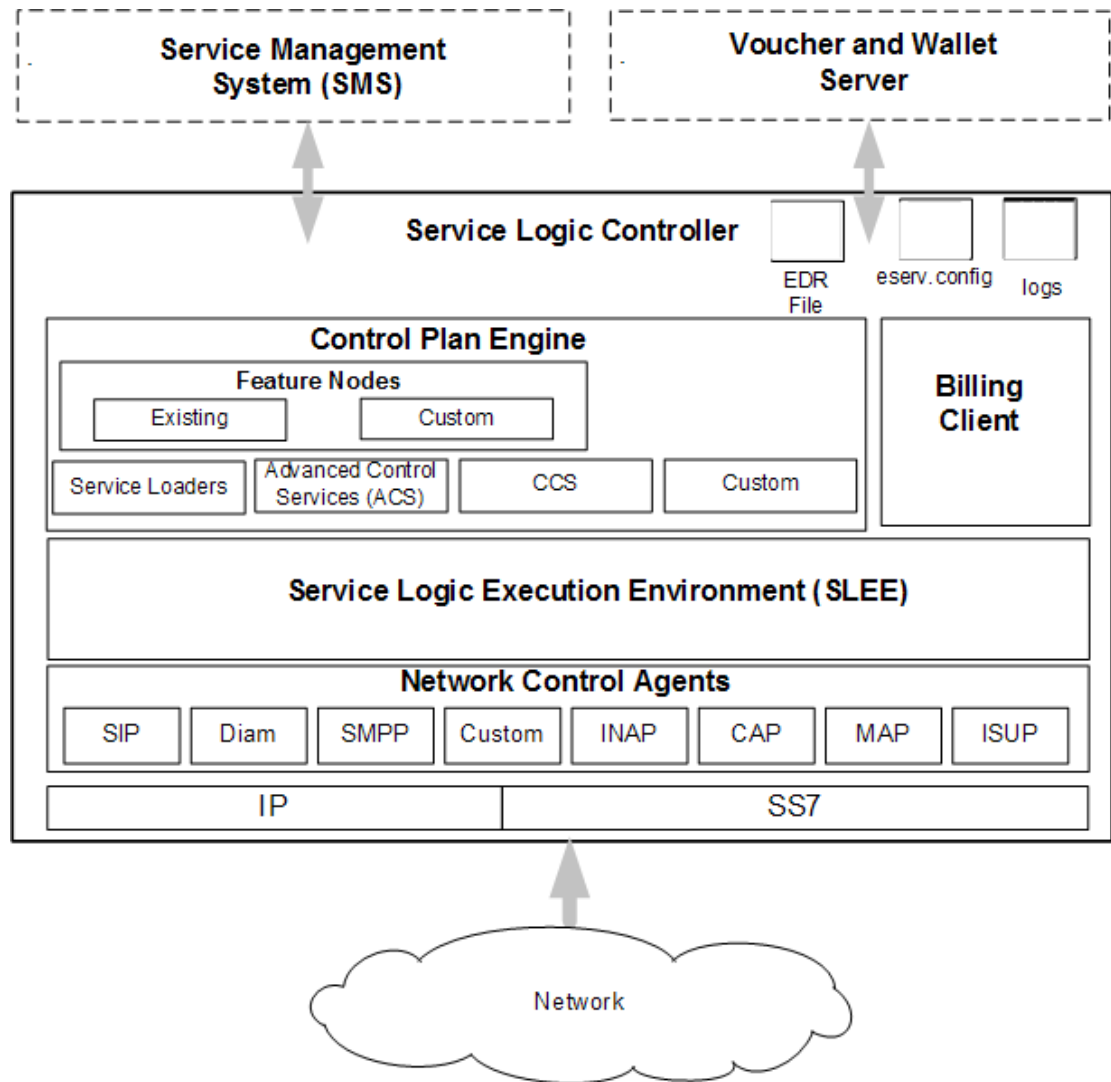 Service Management
System (SMS)
Voucher and Wallet
Server
Service Logic Controller
EDR
File
eserv.config
logs
Control Plan Engine
Feature Nodes
Existing
Custom
Service Loaders
Advanced Control
Services (ACS)
CCS
Custom
Billing
Client
Service Logic Execution Environment (SLEE)
Network Control Agents
SIP
Diam
SMPP
Custom
INAP
CAP
MAP
ISUP
IP
SS7
Network